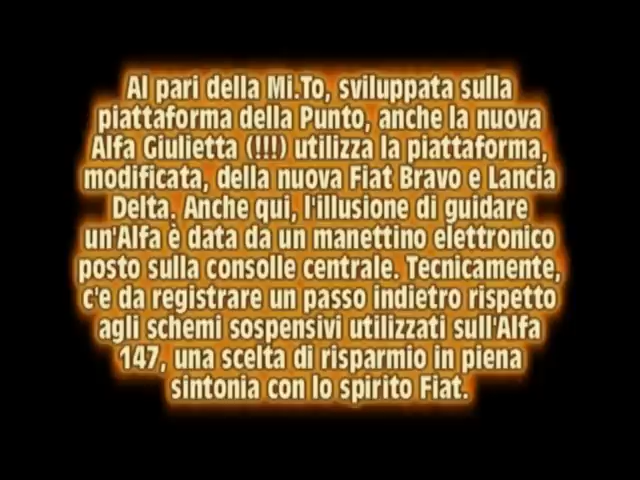 Al pari della Mi.To, sviluppata sulla
piattaforma della Punto, anche la nuova
Alfa Giulietta (!!!) utilizza la piattaforma,
modificata, della nuova Fiat Bravo e Lancia
Delta. Anche qui, l'illusione di guidare
un'Alfa è data da un manettino elettronico
posto sulla consolle centrale. Tecnicamente,
c'e da registrare un passo indietro rispetto
agli schemi sospensivi utilizzati sull'Alfa
147, una scelta di risparmio in piena
sintonia con lo spirito Fiat.